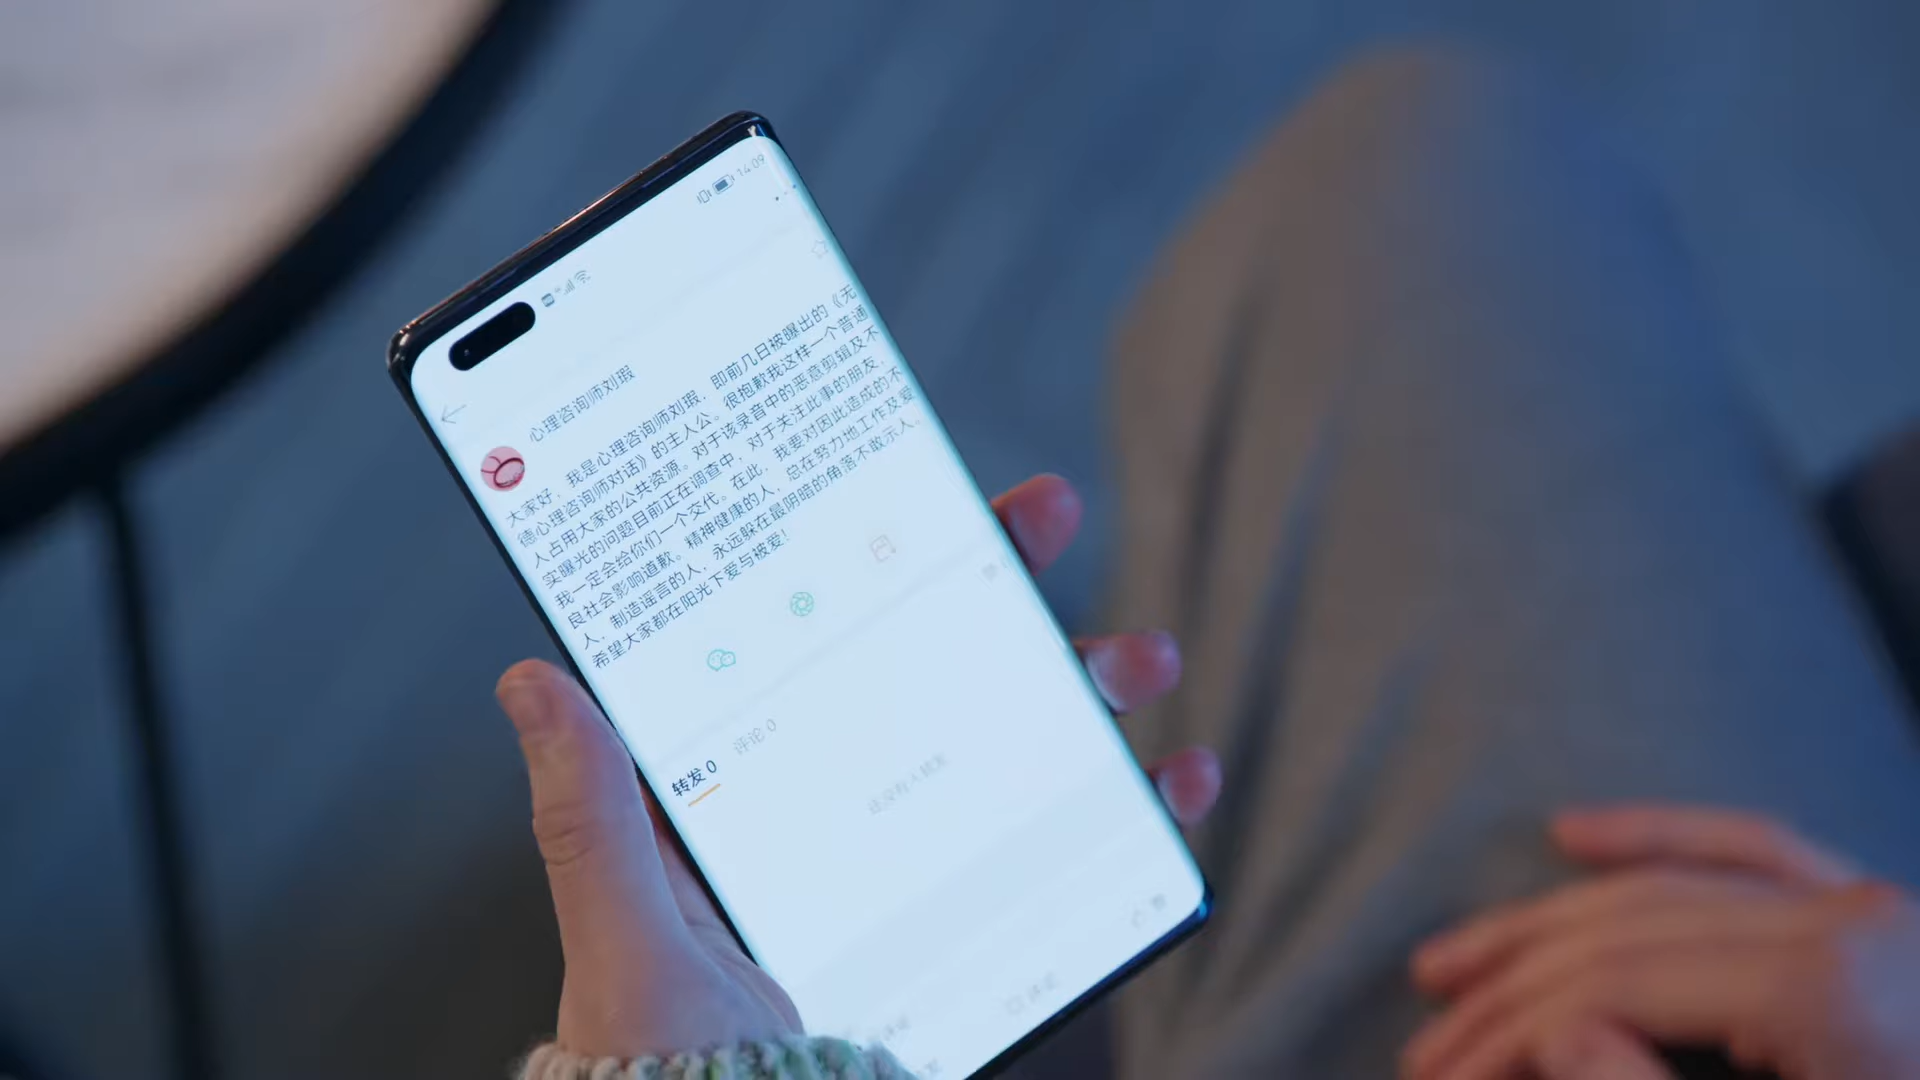 14:09
心理咨询师刘瑕
大家好，我是心理咨询师刘瑕，即前几日被曝出的《无
德心理咨询师对话》的主人公。很抱歉我这样一个普通
人占用大家的公共资源。对于该录音中的恶意剪辑及不
实曝光的问题目前正在调查中，对于关注此事的朋友，
我一定会给你们一个交代。在此，我要对因此造成的不
良社会影响道歉。精神健康的人，总在努力地工作及爱
人，制造谣言的人，永远躲在最阴暗的角落不敢示人。
希望大家都在阳光下爱与被爱！
转发 0
评论 0
还没有人转发